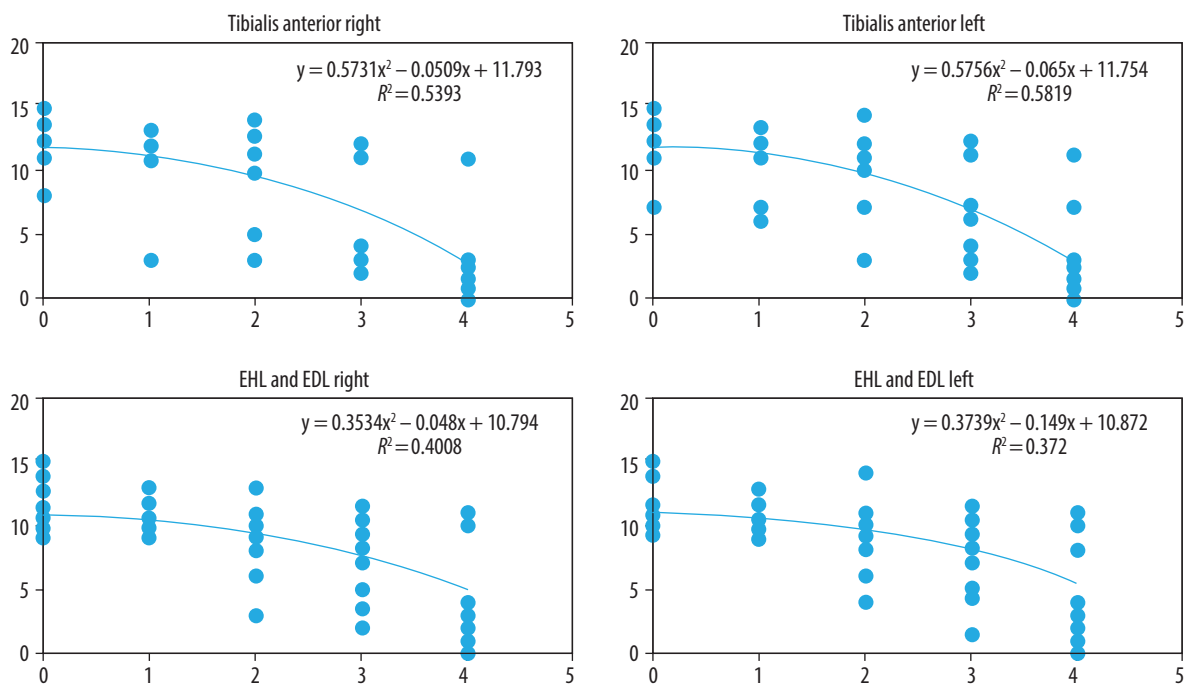 Tibialis anterior right
y = 0.5731x² – 0.0509x + 11.793
R² = 0.5393
20
15
10
5
0
0 1 2 3 4 5
Tibialis anterior left
y = 0.5756x² – 0.065x + 11.754
R² = 0.5819
20
15
10
5
0
0 1 2 3 4 5
EHL and EDL right
y = 0.3534x² – 0.048x + 10.794
R² = 0.4008
20
15
10
5
0
0 1 2 3 4 5
EHL and EDL left
y = 0.3739x² – 0.149x + 10.872
R² = 0.372
20
15
10
5
0
0 1 2 3 4 5